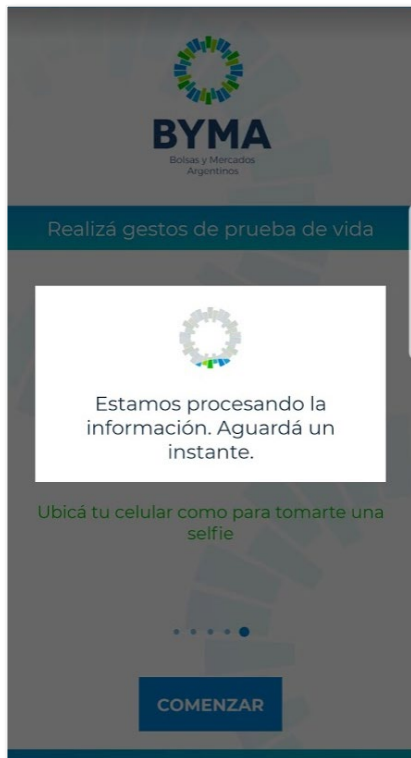 BYMA
Bolsas y Mercados
Argentinos
Realizá gestos de prueba de vida
Estamos procesando la
información. Aguardá un
instante.
Ubicá tu celular como para tomarte una
selfie
COMENZAR